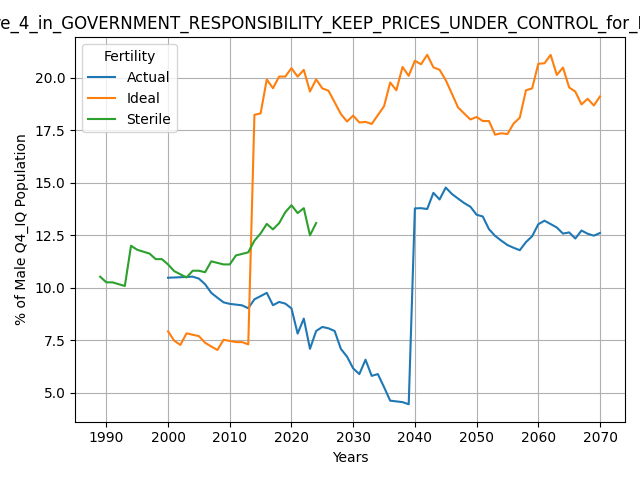 e_4_in_GOVERNMENT_RESPONSIBILITY_KEEP_PRICES_UNDER_CONTROL_for_
Fertility
Actual
Ideal
Sterile
% of Male Q4_IQ Population
20.0
17.5
15.0
12.5
10.0
7.5
5.0
1990 2000 2010 2020 2030 2040 2050 2060 2070
Years